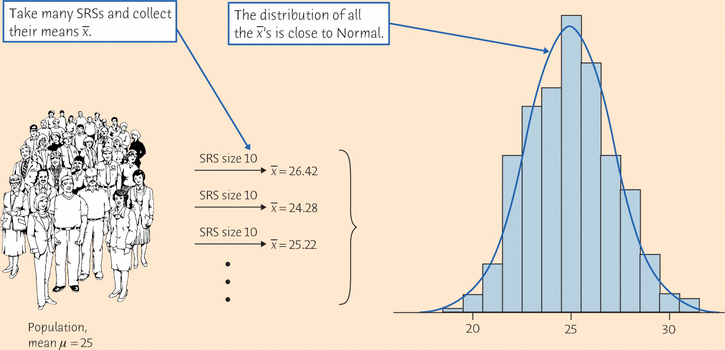 Take many SRSs and collect
their means x̅.
The distribution of all
the x̅'s is close to Normal.
SRS size 10
x̅ = 26.42
SRS size 10
x̅ = 24.28
SRS size 10
x̅ = 25.22
Population,
mean μ = 25
20 25 30